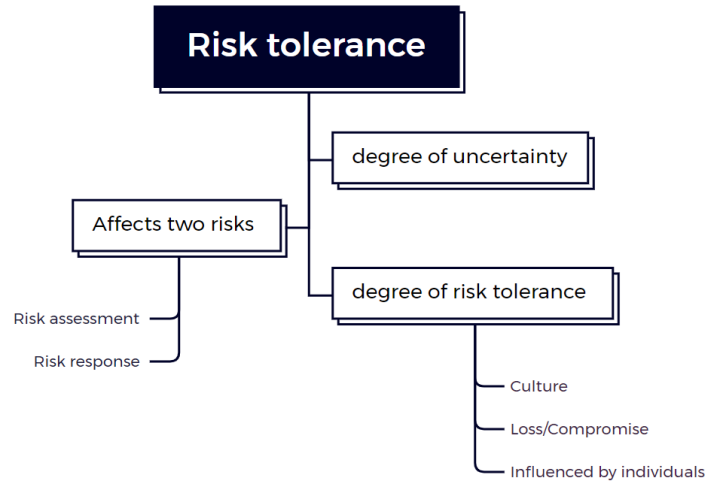 Risk tolerance
degree of uncertainty
Affects two risks
Risk assessment
Risk response
degree of risk tolerance
Culture
Loss/Compromise
Influenced by individuals